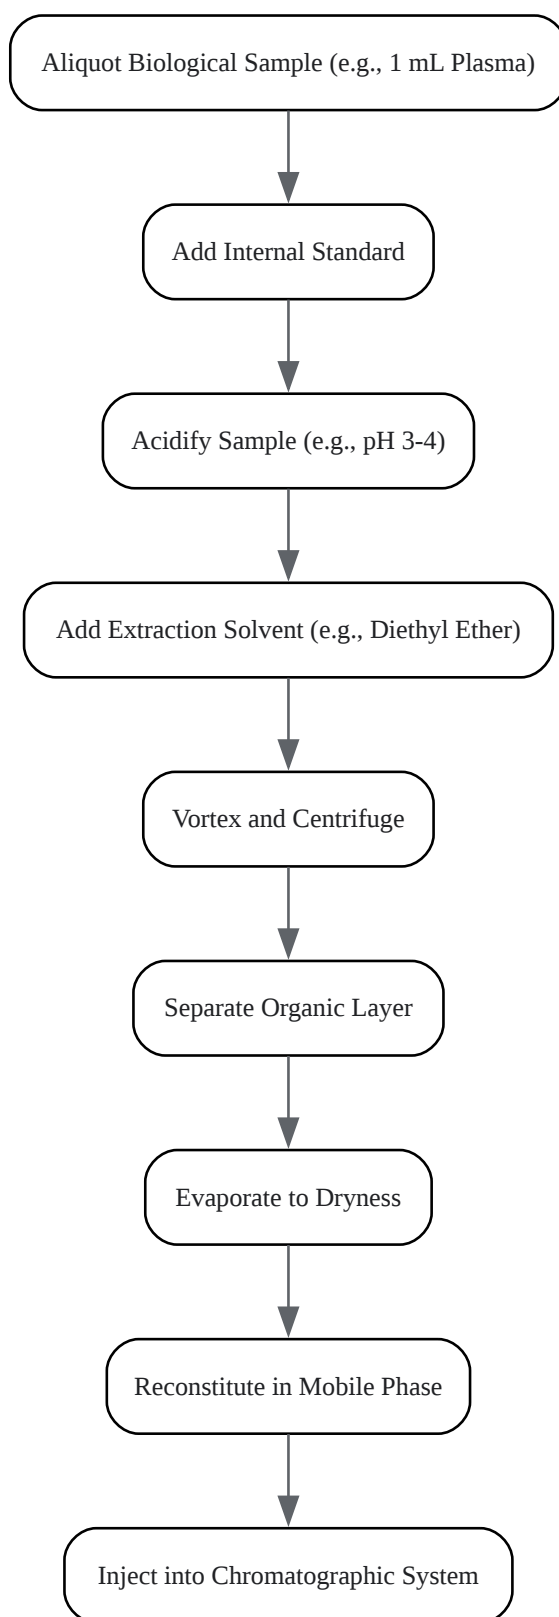 Aliquot Biological Sample (e.g., 1 mL Plasma)
Add Internal Standard
Acidify Sample (e.g., pH 3-4)
Add Extraction Solvent (e.g., Diethyl Ether)
Vortex and Centrifuge
Separate Organic Layer
Evaporate to Dryness
Reconstitute in Mobile Phase
Inject into Chromatographic System